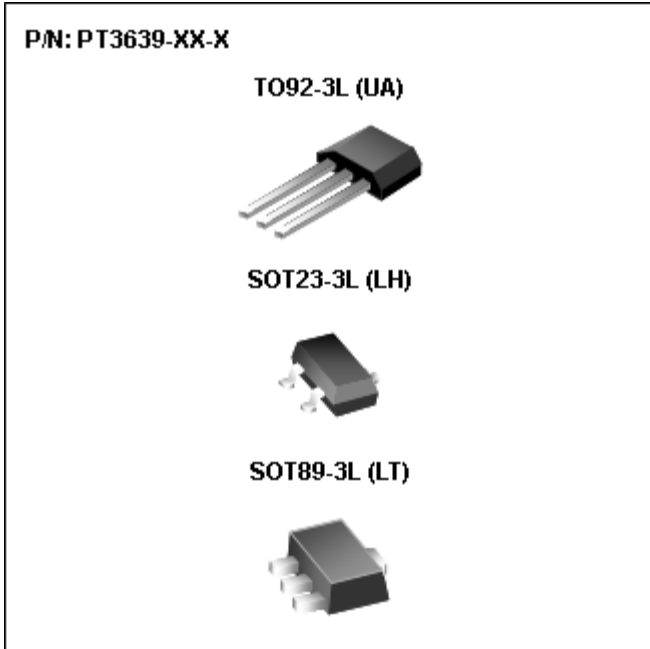 P/N: PT3639-XX-X
TO92-3L (UA)
SOT23-3L (LH)
SOT89-3L (LT)